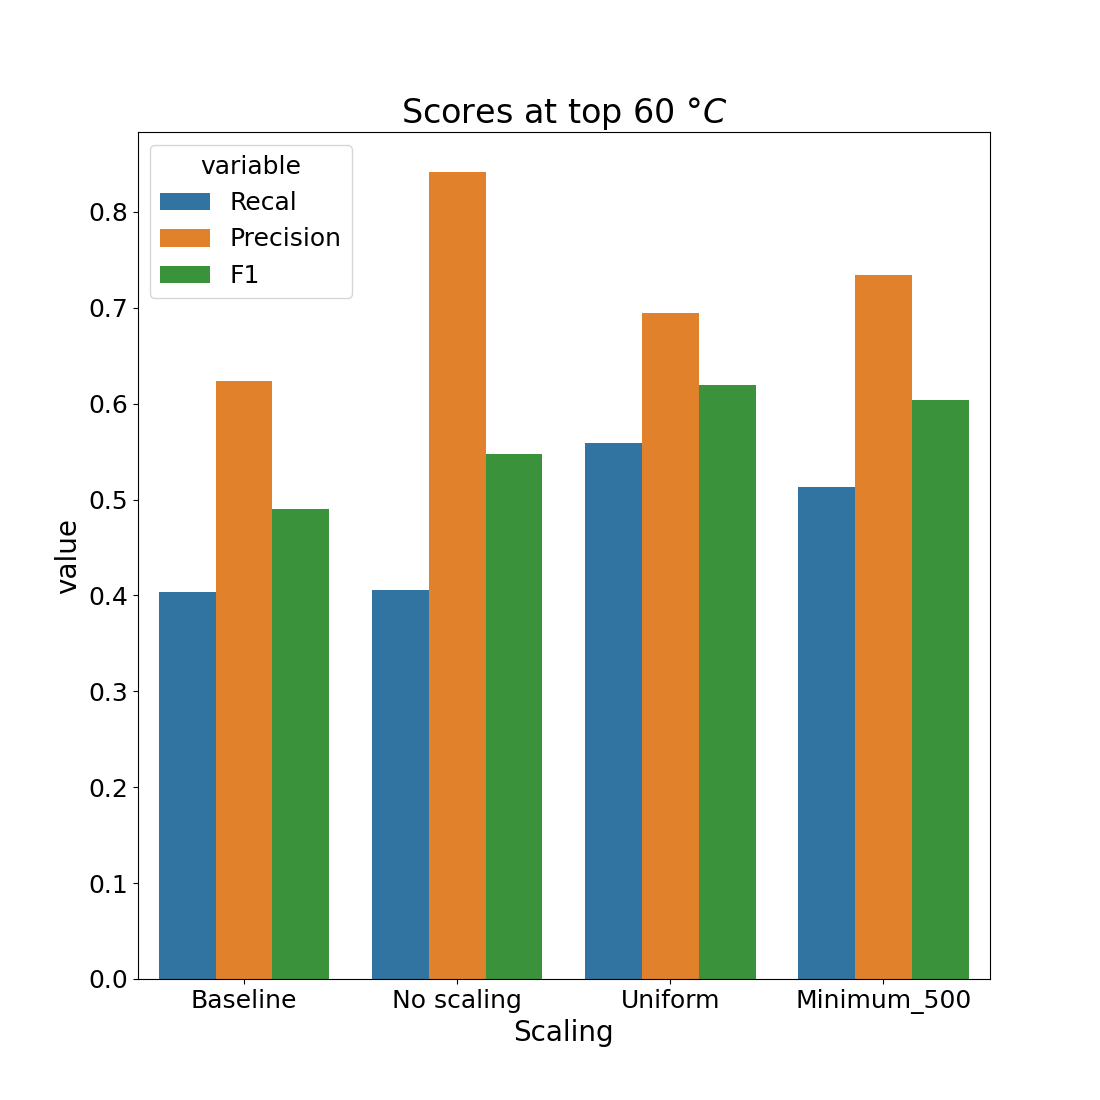 Scores at top 60 °C
variable
Recal
Precision
F1
0.8
0.7
0.6
0.5
0.4
0.3
0.2
0.1
0.0
value
Baseline No scaling Uniform Minimum_500
Scaling